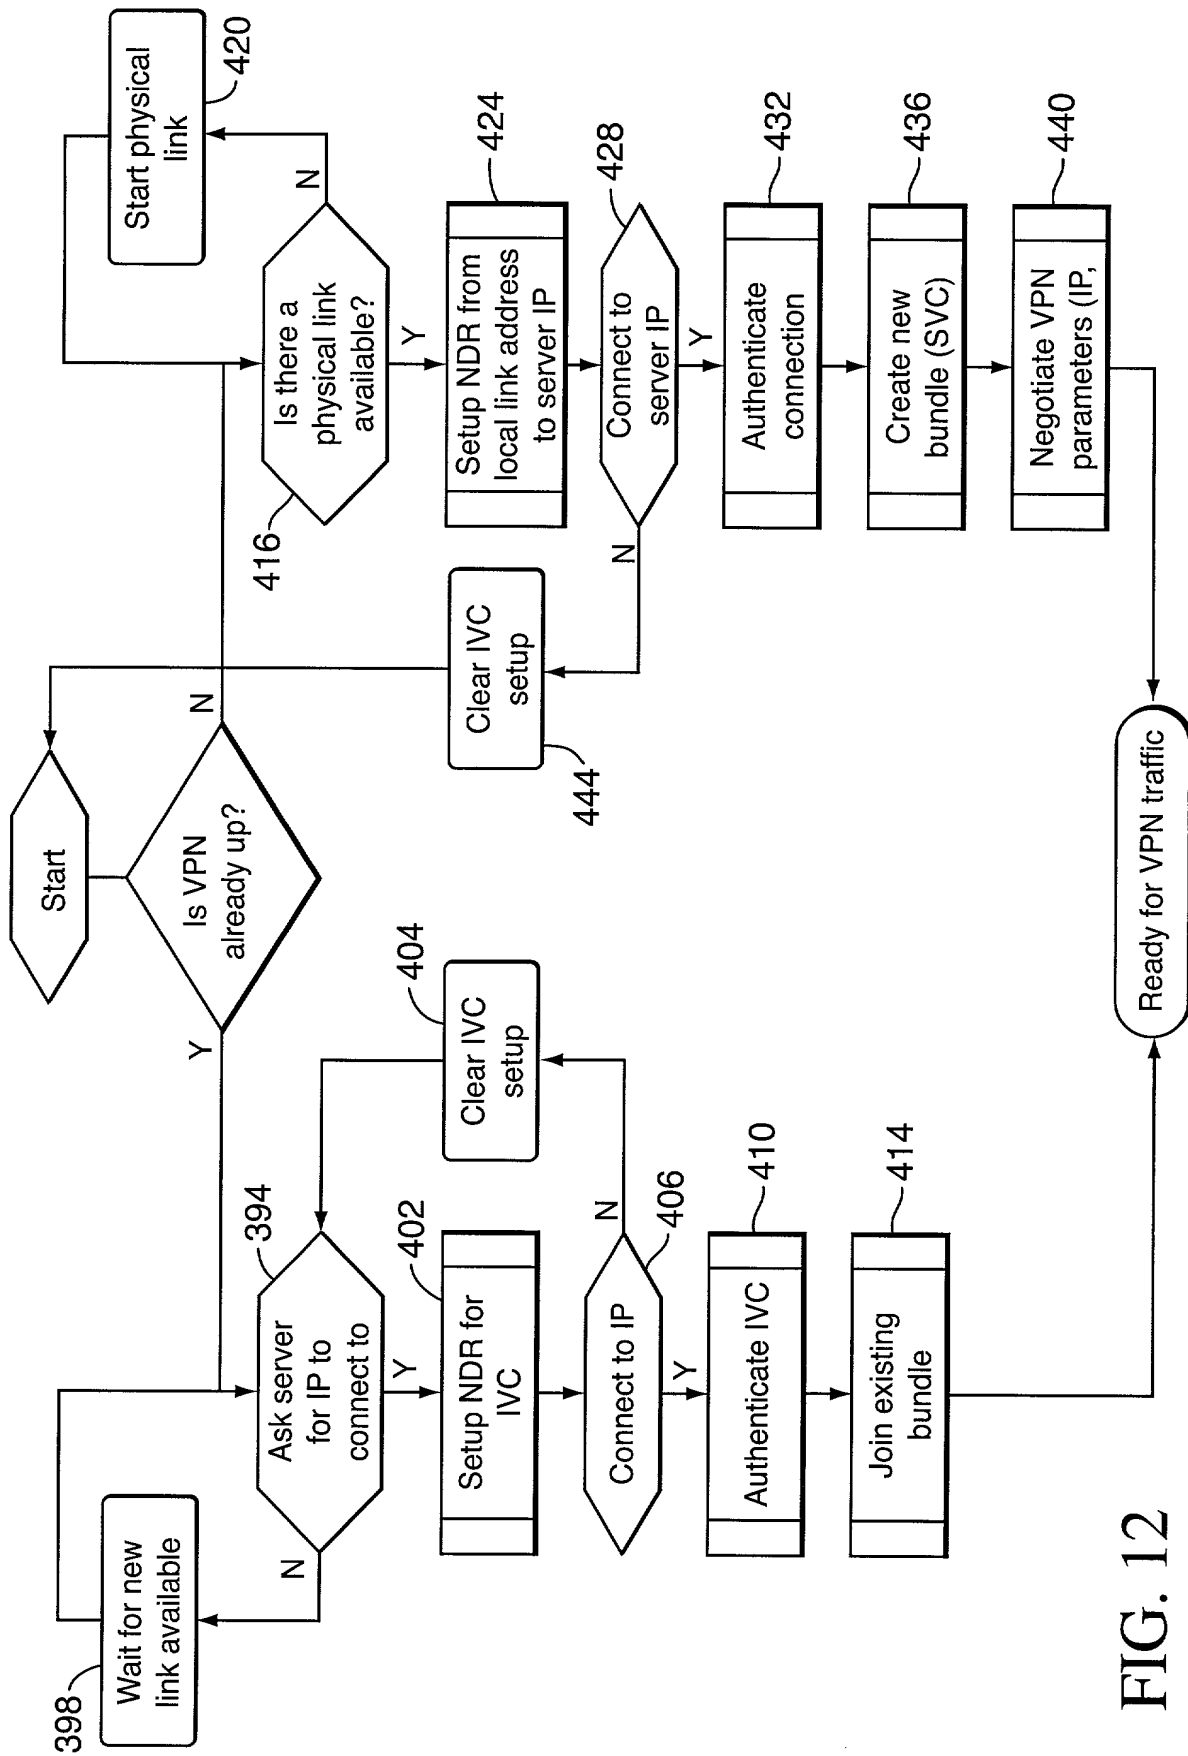 Start
Is VPN
already up?
Y
N
398
Wait for new
link available
N
394
Ask server
for IP to
connect to
Y
402
Setup NDR for
IVC
404
Clear IVC
setup
N
406
Connect to IP
Y
410
Authenticate IVC
414
Join existing
bundle
420
Start physical
link
N
416
Is there a
physical link
available?
Y
424
Setup NDR from
local link address
to server IP
428
Connect to
server IP
N
Y
444
Clear IVC
setup
432
Authenticate
connection
436
Create new
bundle (SVC)
440
Negotiate VPN
parameters (IP,
Ready for VPN traffic
FIG. 12